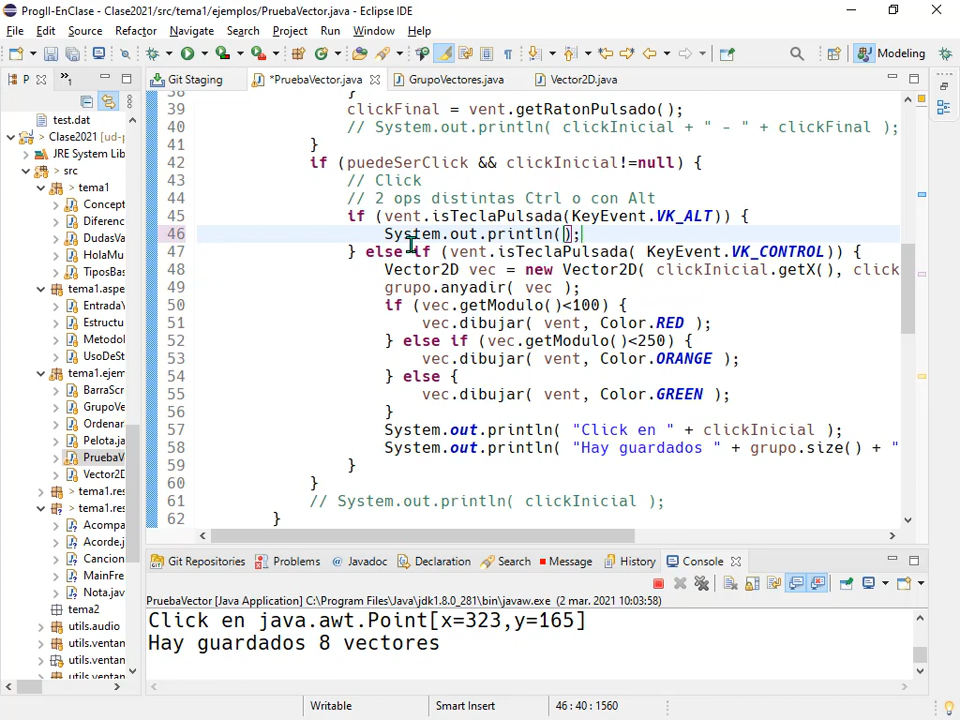 ProgII-EnClase - Clase2021/src/tema1/ejemplos/PruebaVector.java - Eclipse IDE
File Edit Source Refactor Navigate Search Project Run Window Help
Modeling
P
»1
Git Staging
*PruebaVector.java
GrupoVectores.java
Vector2D.java
test.dat
Clase2021 [ud-p
JRE System Lib
src
tema1
Concept
Diferenc
DudasVa
HolaMu
TiposBas
tema1.aspe
EntradaY
Estructu
Metodol
UsoDeSt
tema1.ejem
BarraScr
GrupoVe
Ordenar
Pelota.ja
PruebaV
Vector2D
tema1.res
tema1.res
Acompa
Acorde.j
Cancion
MainFre
Nota.jav
tema2
utils.audio
utils.ventan
utils.ventan
utils.ventan
38 }
39 clickFinal = vent.getRatonPulsado();
40 // System.out.println( clickInicial + " - " + clickFinal );
41 }
42 if (puedeSerClick && clickInicial!=null) {
43 // Click
44 // 2 ops distintas Ctrl o con Alt
45 if (vent.isTeclaPulsada(KeyEvent.VK_ALT)) {
46 System.out.println();
47 } else if (vent.isTeclaPulsada( KeyEvent.VK_CONTROL)) {
48 Vector2D vec = new Vector2D( clickInicial.getX(), click
49 grupo.anyadir( vec );
50 if (vec.getModulo()<100) {
51 vec.dibujar( vent, Color.RED );
52 } else if (vec.getModulo()<250) {
53 vec.dibujar( vent, Color.ORANGE );
54 } else {
55 vec.dibujar( vent, Color.GREEN );
56 }
57 System.out.println( "Click en " + clickInicial );
58 System.out.println( "Hay guardados " + grupo.size() + "
59 }
60 }
61 // System.out.println( clickInicial );
62 }
Git Repositories Problems @ Javadoc Declaration Search Message History Console
PruebaVector [Java Application] C:\Program Files\Java\jdk1.8.0_281\bin\javaw.exe (2 mar. 2021 10:03:58)
Click en java.awt.Point[x=323,y=165]
Hay guardados 8 vectores
Writable
Smart Insert
46 : 40 : 1560